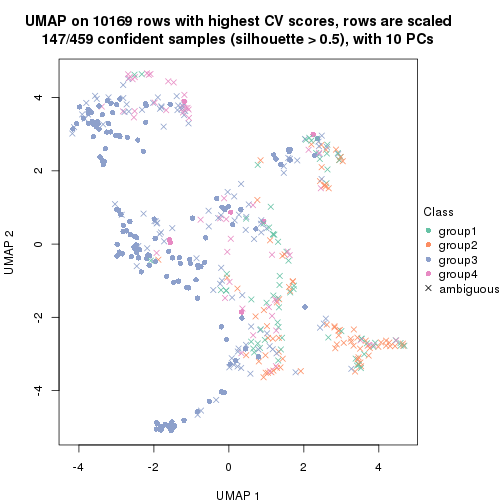 UMAP on 10169 rows with highest CV scores, rows are scaled
147/459 confident samples (silhouette > 0.5), with 10 PCs
4
2
0
-2
-4
UMAP 2
-4
-2
0
2
4
UMAP 1
Class
group1
group2
group3
group4
ambiguous